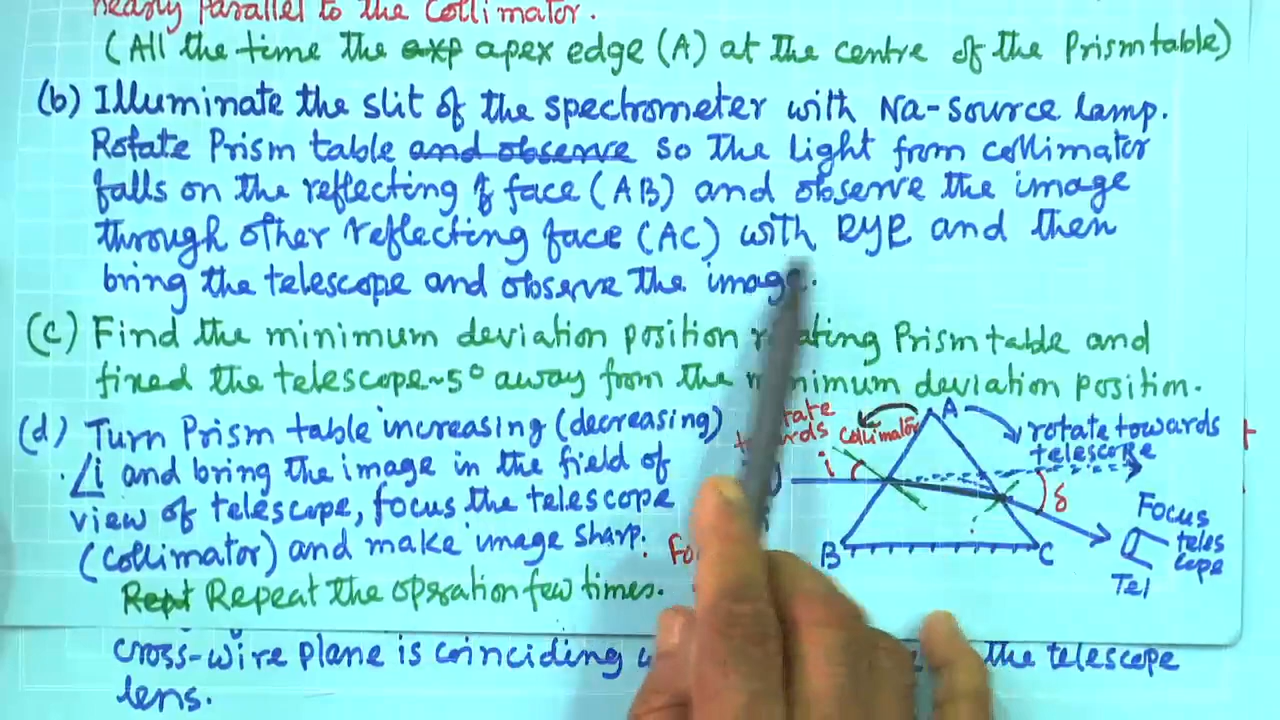 nearly parallel to the collimator.
(All the time the exp apex edge (A) at the centre of the Prism table)
(b) Illuminate the slit of the spectrometer with Na-source lamp.
Rotate Prism table and observe so the light from collimator
falls on the reflecting f face (AB) and observe the image
through other reflecting face (AC) with EYE and then
bring the telescope and observe the image.
(c) Find the minimum deviation position rotating Prism table and
fixed the telescope ~5° away from the minimum deviation position.
(d) Turn Prism table increasing (decreasing)
∠i and bring the image in the field of
view of telescope, focus the telescope
(collimator) and make image sharp.
Rept Repeat the operation few times.
collimator
i
A
rotate towards
telescope
δ
B
C
Focus
teles
cope
Tel
cross-wire plane is coinciding
the telescope
lens.